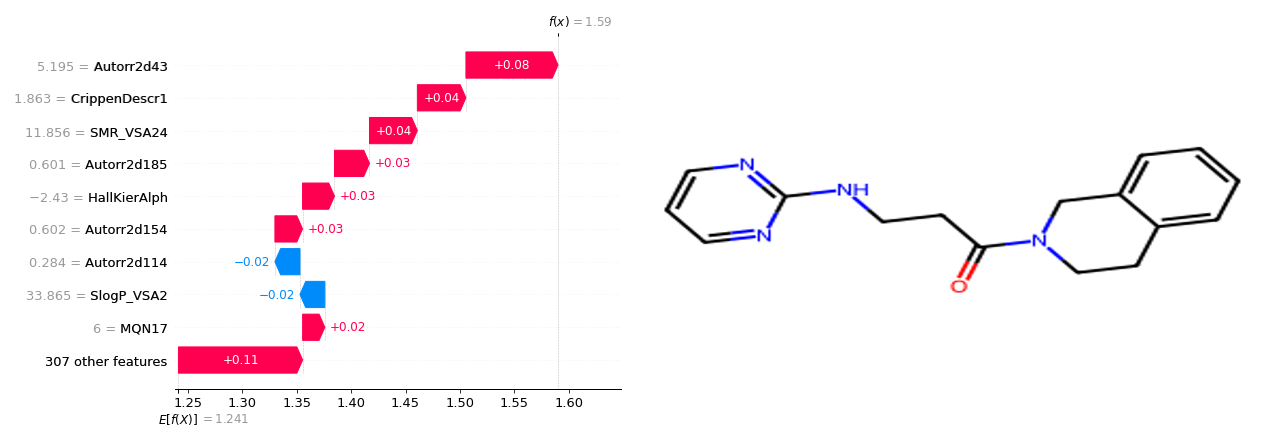 f(x) = 1.59
5.195 = Autorr2d43
+0.08
1.863 = CrippenDescr1
+0.04
11.856 = SMR_VSA24
+0.04
0.601 = Autorr2d185
+0.03
−2.43 = HallKierAlph
+0.03
0.602 = Autorr2d154
+0.03
0.284 = Autorr2d114
−0.02
33.865 = SlogP_VSA2
−0.02
6 = MQN17
+0.02
307 other features
+0.11
1.25 1.30 1.35 1.40 1.45 1.50 1.55 1.60
E[f(X)] = 1.241
N
NH
N
N
O